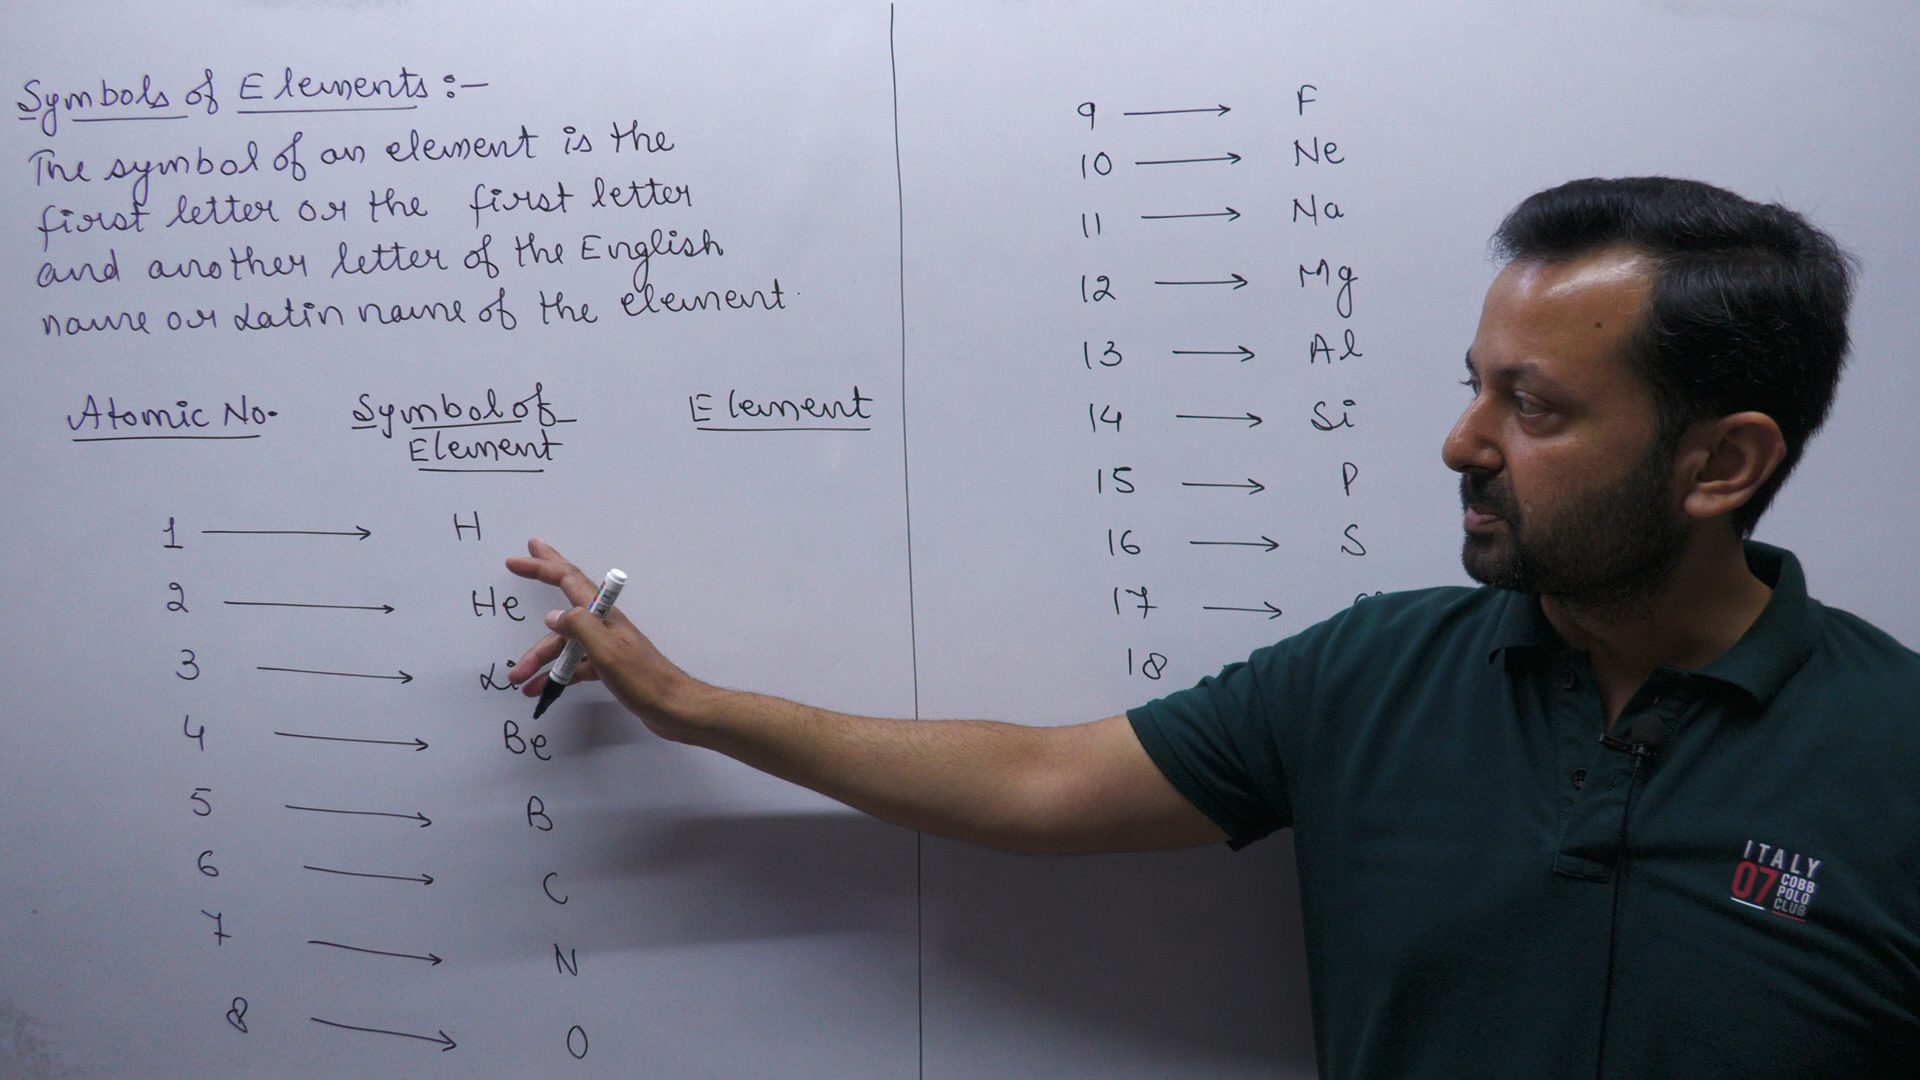 Symbols of Elements :-
The symbol of an element is the
first letter or the first letter
and another letter of the English
name or Latin name of the element.
Atomic No. Symbol of Element Element
1 → H
2 → He
3 → Li
4 → Be
5 → B
6 → C
7 → N
8 → O
9 → F
10 → Ne
11 → Na
12 → Mg
13 → Al
14 → Si
15 → P
16 → S
17 →
18
ITALY
07 COBB
POLO
CLUB